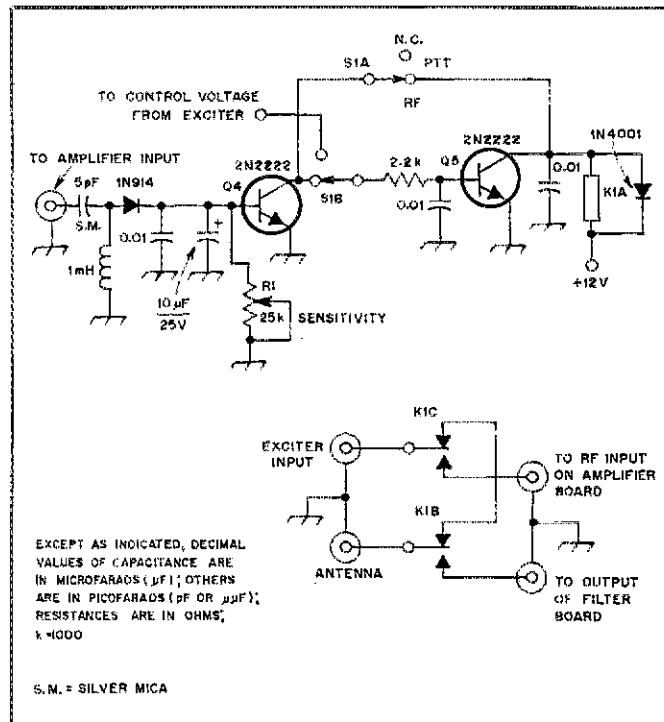 N.C.
S1A
PTT
RF
TO CONTROL VOLTAGE
FROM EXCITER
TO AMPLIFIER INPUT
5pF
S.M.
1N914
2N2222
Q4
S1B
2.2k
2N2222
Q5
1N4001
0.01
0.01
0.01
K1A
1mH
10µF
25V
R1
25k
SENSITIVITY
+12V
EXCITER
INPUT
K1C
TO RF INPUT
ON AMPLIFIER
BOARD
K1B
ANTENNA
TO OUTPUT
OF FILTER
BOARD
EXCEPT AS INDICATED, DECIMAL
VALUES OF CAPACITANCE ARE
IN MICROFARADS (µF); OTHERS
ARE IN PICOFARADS (pF OR µµF);
RESISTANCES ARE IN OHMS;
k =1000
S.M. = SILVER MICA